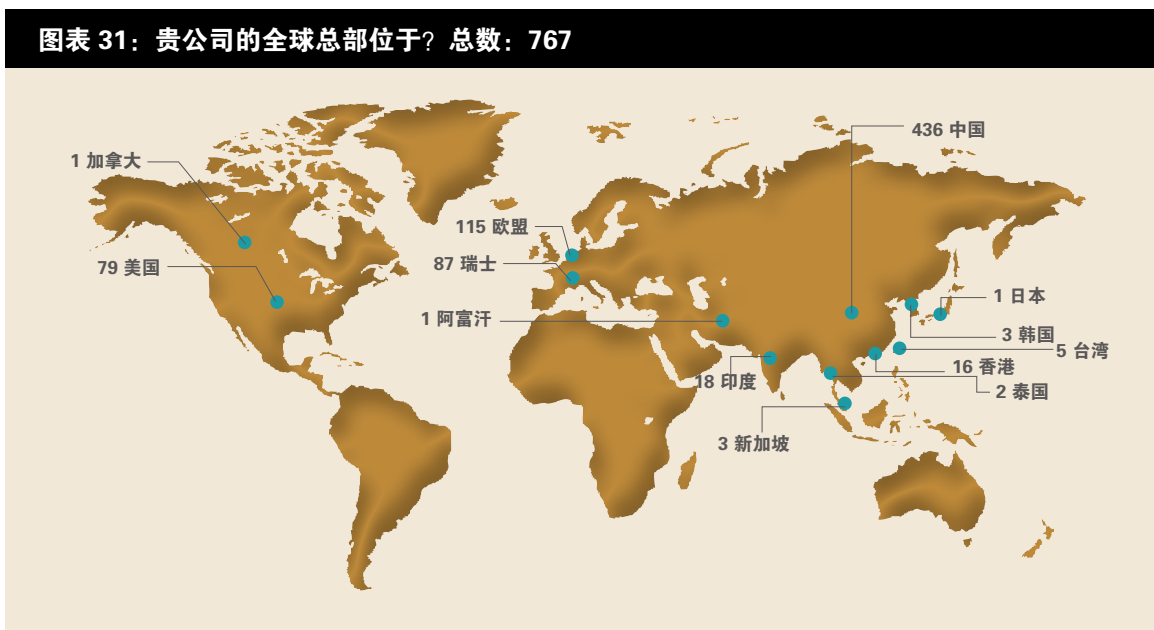 图表 31：贵公司的全球总部位于？总数：767
436 中国
1 加拿大
115 欧盟
87 瑞士
79 美国
1 日本
1 阿富汗
3 韩国
5 台湾
16 香港
18 印度
2 泰国
3 新加坡